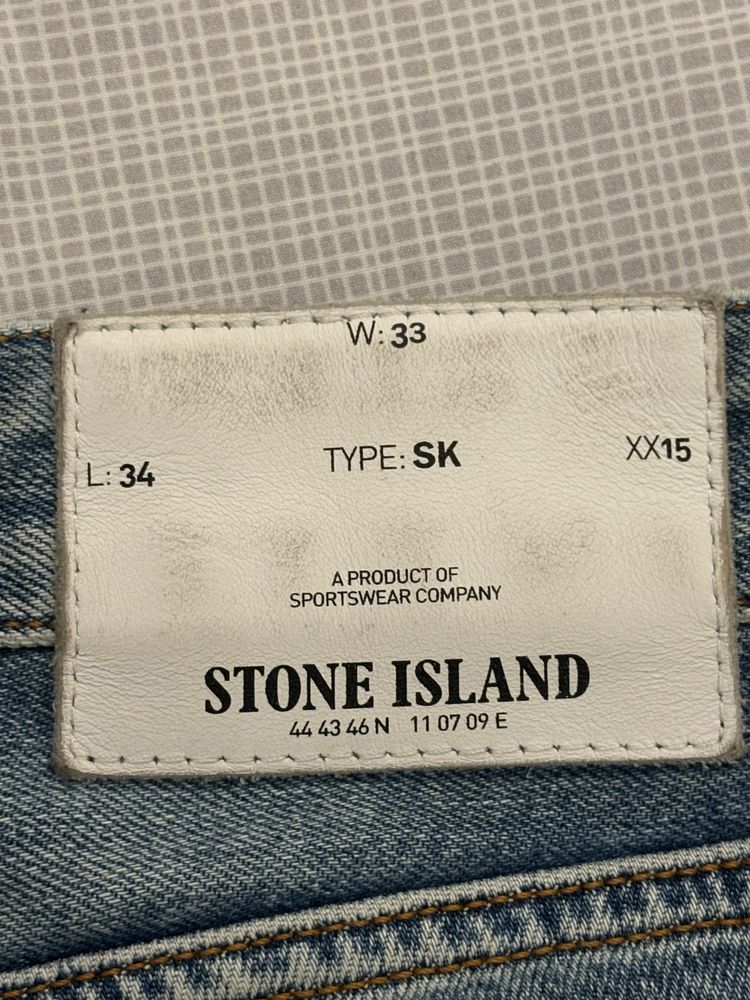 W: 33
L: 34 TYPE: SK XX15
A PRODUCT OF
SPORTSWEAR COMPANY
STONE ISLAND
44 43 46 N 11 07 09 E